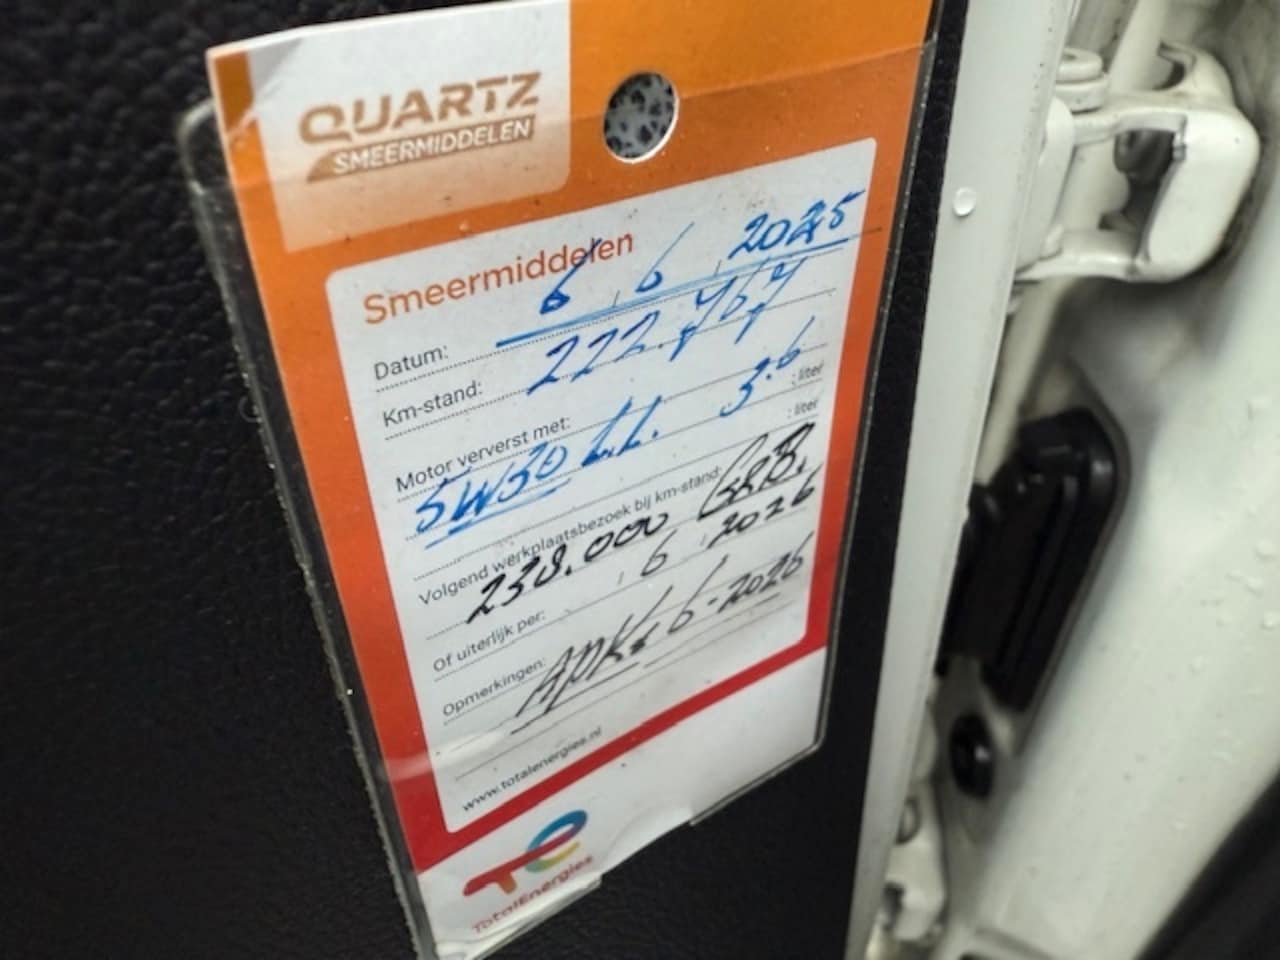 QUARTZ
SMEERMIDDELEN
Smeermiddelen
Datum: 6 6 2025
Km-stand: 222.767
Motor ververst met: : liter
5W30 L.L. 3.6 : liter
Volgend werkplaatsbezoek bij km-stand:
238.000
Of uiterlijk per: 6 2026
Opmerkingen: APK: 6-2026
www.totalenergies.nl
TotalEnergies